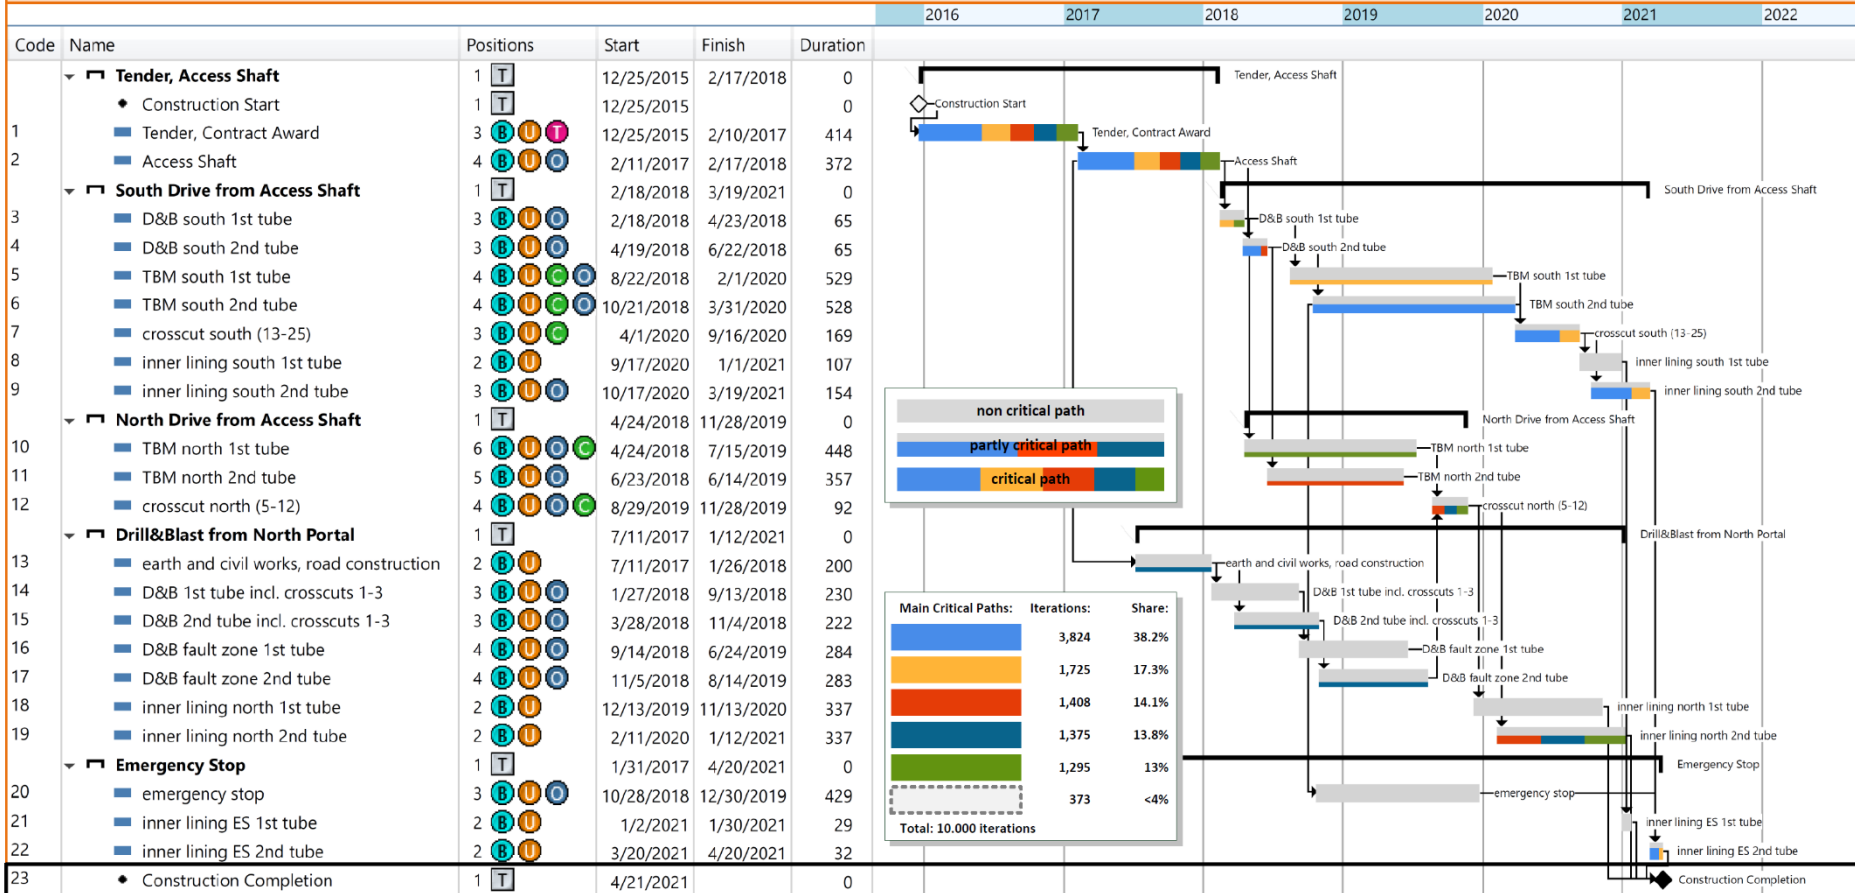 2016 2017 2018 2019 2020 2021 2022
Code Name Positions Start Finish Duration
Tender, Access Shaft 1 T 12/25/2015 2/17/2018 0 Tender, Access Shaft
Construction Start 1 T 12/25/2015 0 Construction Start
1 Tender, Contract Award 3 B U T 12/25/2015 2/10/2017 414 Tender, Contract Award
2 Access Shaft 4 B U O 2/11/2017 2/17/2018 372 Access Shaft
South Drive from Access Shaft 1 T 2/18/2018 3/19/2021 0 South Drive from Access Shaft
3 D&B south 1st tube 3 B U O 2/18/2018 4/23/2018 65 D&B south 1st tube
4 D&B south 2nd tube 3 B U O 4/19/2018 6/22/2018 65 D&B south 2nd tube
5 TBM south 1st tube 4 B U C O 8/22/2018 2/1/2020 529 TBM south 1st tube
6 TBM south 2nd tube 4 B U C O 10/21/2018 3/31/2020 528 TBM south 2nd tube
7 crosscut south (13-25) 3 B U C 4/1/2020 9/16/2020 169 crosscut south (13-25)
8 inner lining south 1st tube 2 B U 9/17/2020 1/1/2021 107 inner lining south 1st tube
9 inner lining south 2nd tube 3 B U O 10/17/2020 3/19/2021 154 inner lining south 2nd tube
North Drive from Access Shaft 1 T 4/24/2018 11/28/2019 0 North Drive from Access Shaft
10 TBM north 1st tube 6 B U O C 4/24/2018 7/15/2019 448 TBM north 1st tube
11 TBM north 2nd tube 5 B U O 6/23/2018 6/14/2019 357 TBM north 2nd tube
12 crosscut north (5-12) 4 B U O C 8/29/2019 11/28/2019 92 crosscut north (5-12)
Drill&Blast from North Portal 1 T 7/11/2017 1/12/2021 0 Drill&Blast from North Portal
13 earth and civil works, road construction 2 B U 7/11/2017 1/26/2018 200 earth and civil works, road construction
14 D&B 1st tube incl. crosscuts 1-3 3 B U O 1/27/2018 9/13/2018 230 D&B 1st tube incl. crosscuts 1-3
15 D&B 2nd tube incl. crosscuts 1-3 3 B U O 3/28/2018 11/4/2018 222 D&B 2nd tube incl. crosscuts 1-3
16 D&B fault zone 1st tube 4 B U O 9/14/2018 6/24/2019 284 D&B fault zone 1st tube
17 D&B fault zone 2nd tube 4 B U O 11/5/2018 8/14/2019 283 D&B fault zone 2nd tube
18 inner lining north 1st tube 2 B U 12/13/2019 11/13/2020 337 inner lining north 1st tube
19 inner lining north 2nd tube 2 B U 2/11/2020 1/12/2021 337 inner lining north 2nd tube
Emergency Stop 1 T 1/31/2017 4/20/2021 0 Emergency Stop
20 emergency stop 3 B U O 10/28/2018 12/30/2019 429 emergency stop
21 inner lining ES 1st tube 2 B U 1/2/2021 1/30/2021 29 inner lining ES 1st tube
22 inner lining ES 2nd tube 2 B U 3/20/2021 4/20/2021 32 inner lining ES 2nd tube
23 Construction Completion 1 T 4/21/2021 0 Construction Completion
non critical path
partly critical path
critical path
Main Critical Paths: Iterations: Share:
3,824 38.2%
1,725 17.3%
1,408 14.1%
1,375 13.8%
1,295 13%
373 <4%
Total: 10.000 iterations